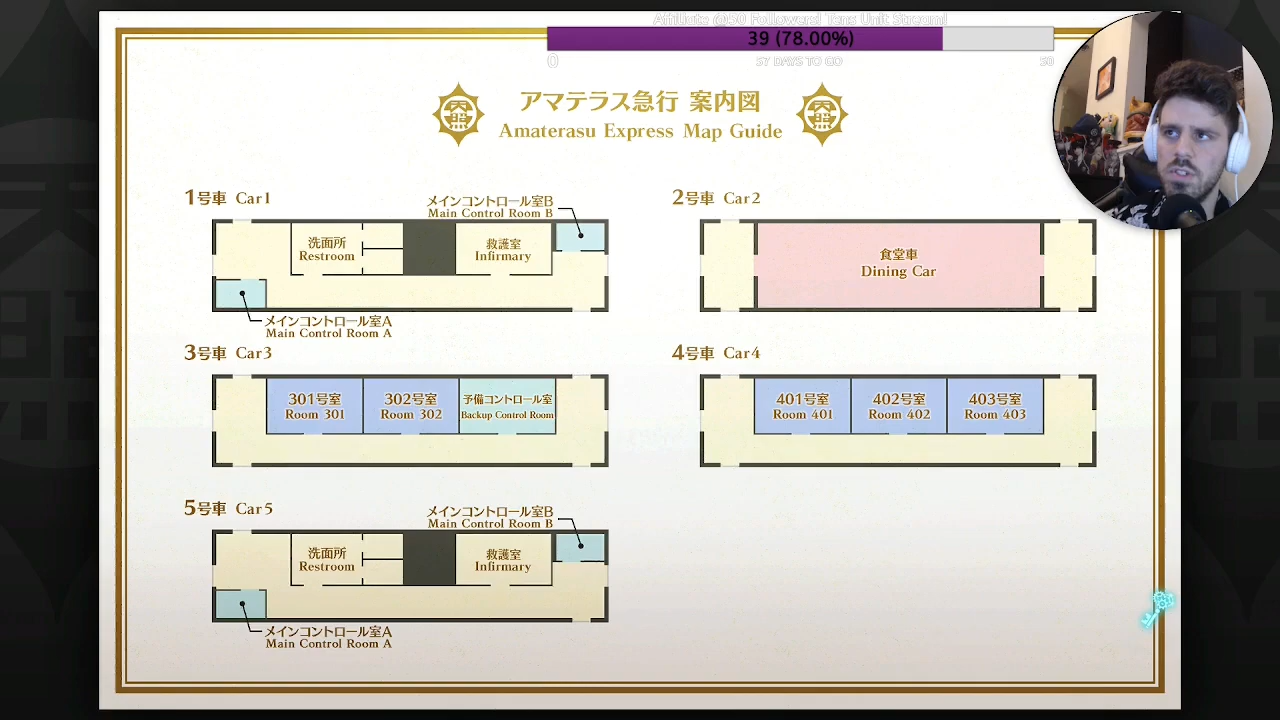 Affiliate @50 Followers! Tens Unit Stream!
39 (78.00%)
0
57 DAYS TO GO
50
アマテラス急行 案内図
Amaterasu Express Map Guide
1号車 Car1
メインコントロール室B
Main Control Room B
洗面所
Restroom
救護室
Infirmary
メインコントロール室A
Main Control Room A
2号車 Car2
食堂車
Dining Car
3号車 Car3
301号室
Room 301
302号室
Room 302
予備コントロール室
Backup Control Room
4号車 Car4
401号室
Room 401
402号室
Room 402
403号室
Room 403
5号車 Car5
メインコントロール室B
Main Control Room B
洗面所
Restroom
救護室
Infirmary
メインコントロール室A
Main Control Room A